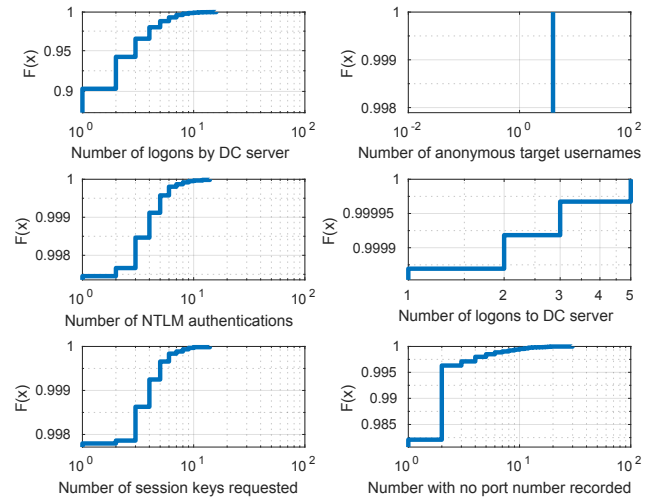 1
0.95
0.9
F(x)
10^0 10^1 10^2
Number of logons by DC server
1
0.999
0.998
F(x)
10^-2 10^0 10^2
Number of anonymous target usernames
1
0.999
0.998
F(x)
10^0 10^1 10^2
Number of NTLM authentications
1
0.99995
0.9999
F(x)
1 2 3 4 5
Number of logons to DC server
1
0.999
0.998
F(x)
10^0 10^1 10^2
Number of session keys requested
1
0.995
0.985
F(x)
10^0 10^1 10^2
Number with no port number recorded